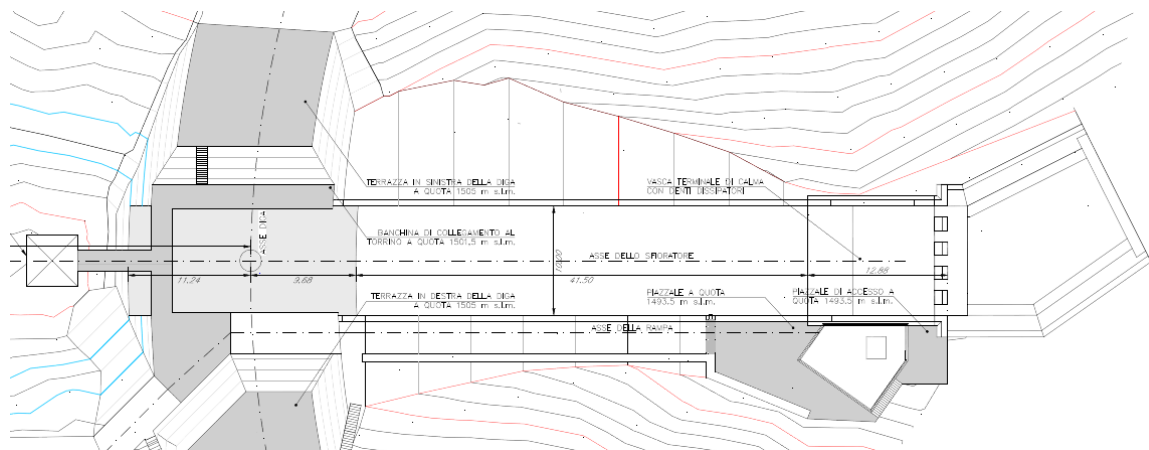 TERRAZZA IN SINISTRA DELLA DIGA
A QUOTA 1505 m s.l.m.
VASCA TERMINALE DI CALMA
CON DENTI DISSIPATORI
ASSE DIGA
BANCHINA DI COLLEGAMENTO AL
TORRINO A QUOTA 1501,5 m s.l.m.
ASSE DELLO SFIORATORE
10.00
11.24
9.68
41.50
12.88
TERRAZZA IN DESTRA DELLA DIGA
A QUOTA 1505 m s.l.m.
PIAZZALE A QUOTA
1493.5 m s.l.m.
PIAZZALE DI ACCESSO A
QUOTA 1493.5 m s.l.m.
ASSE DELLA RAMPA